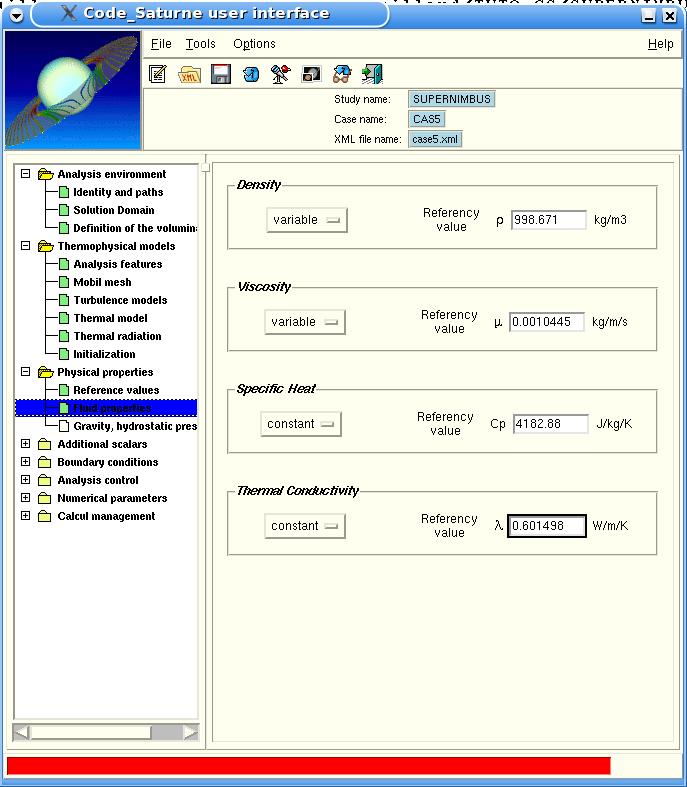 Code_Saturne user interface
File Tools Options Help
XML
Study name: SUPERNIMBUS
Case name: CAS5
XML file name: case5.xml
Analysis environment
Identity and paths
Solution Domain
Definition of the volumin
Thermophysical models
Analysis features
Mobil mesh
Turbulence models
Thermal model
Thermal radiation
Initialization
Physical properties
Reference values
Fluid properties
Gravity, hydrostatic pres
Additional scalars
Boundary conditions
Analysis control
Numerical parameters
Calcul management
Density
variable
Referency
value
ρ 998.671 kg/m3
Viscosity
variable
Referency
value
μ 0.0010445 kg/m/s
Specific Heat
constant
Referency
value
Cp 4182.88 J/kg/K
Thermal Conductivity
constant
Referency
value
λ 0.601498 W/m/K